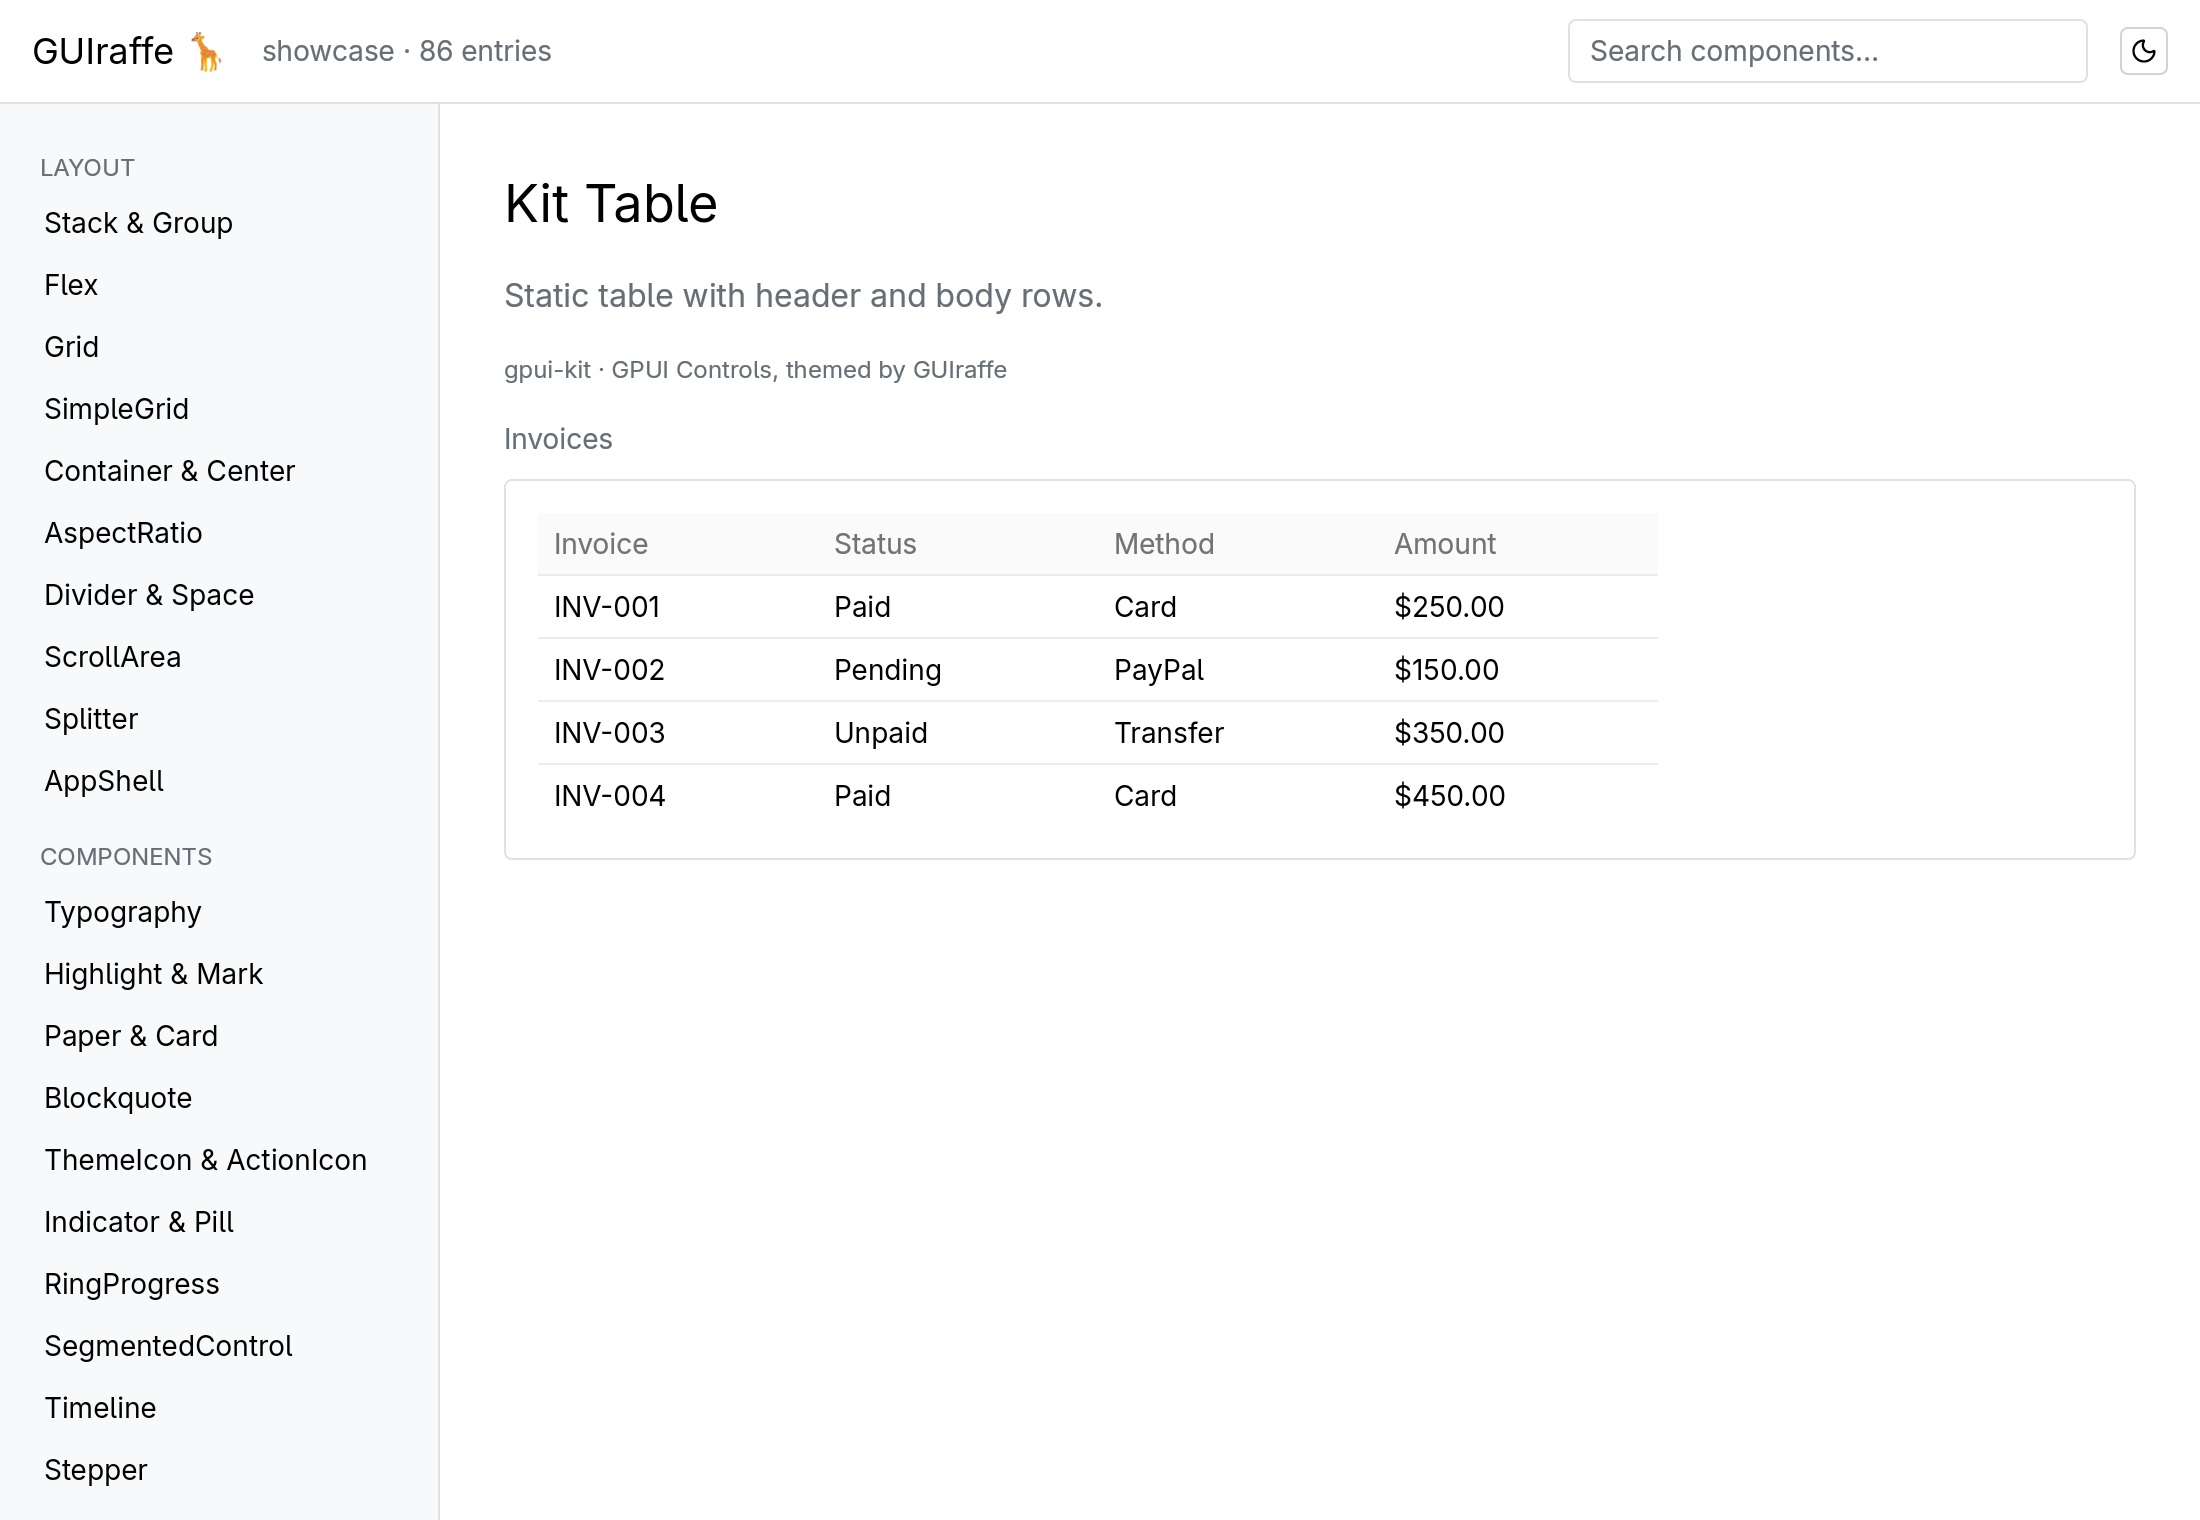 GUIraffe 🦒 showcase · 86 entries Search components...
LAYOUT
Stack & Group
Flex
Grid
SimpleGrid
Container & Center
AspectRatio
Divider & Space
ScrollArea
Splitter
AppShell
COMPONENTS
Typography
Highlight & Mark
Paper & Card
Blockquote
ThemeIcon & ActionIcon
Indicator & Pill
RingProgress
SegmentedControl
Timeline
Stepper
Kit Table
Static table with header and body rows.
gpui-kit · GPUI Controls, themed by GUIraffe
Invoices
Invoice Status Method Amount
INV-001 Paid Card $250.00
INV-002 Pending PayPal $150.00
INV-003 Unpaid Transfer $350.00
INV-004 Paid Card $450.00